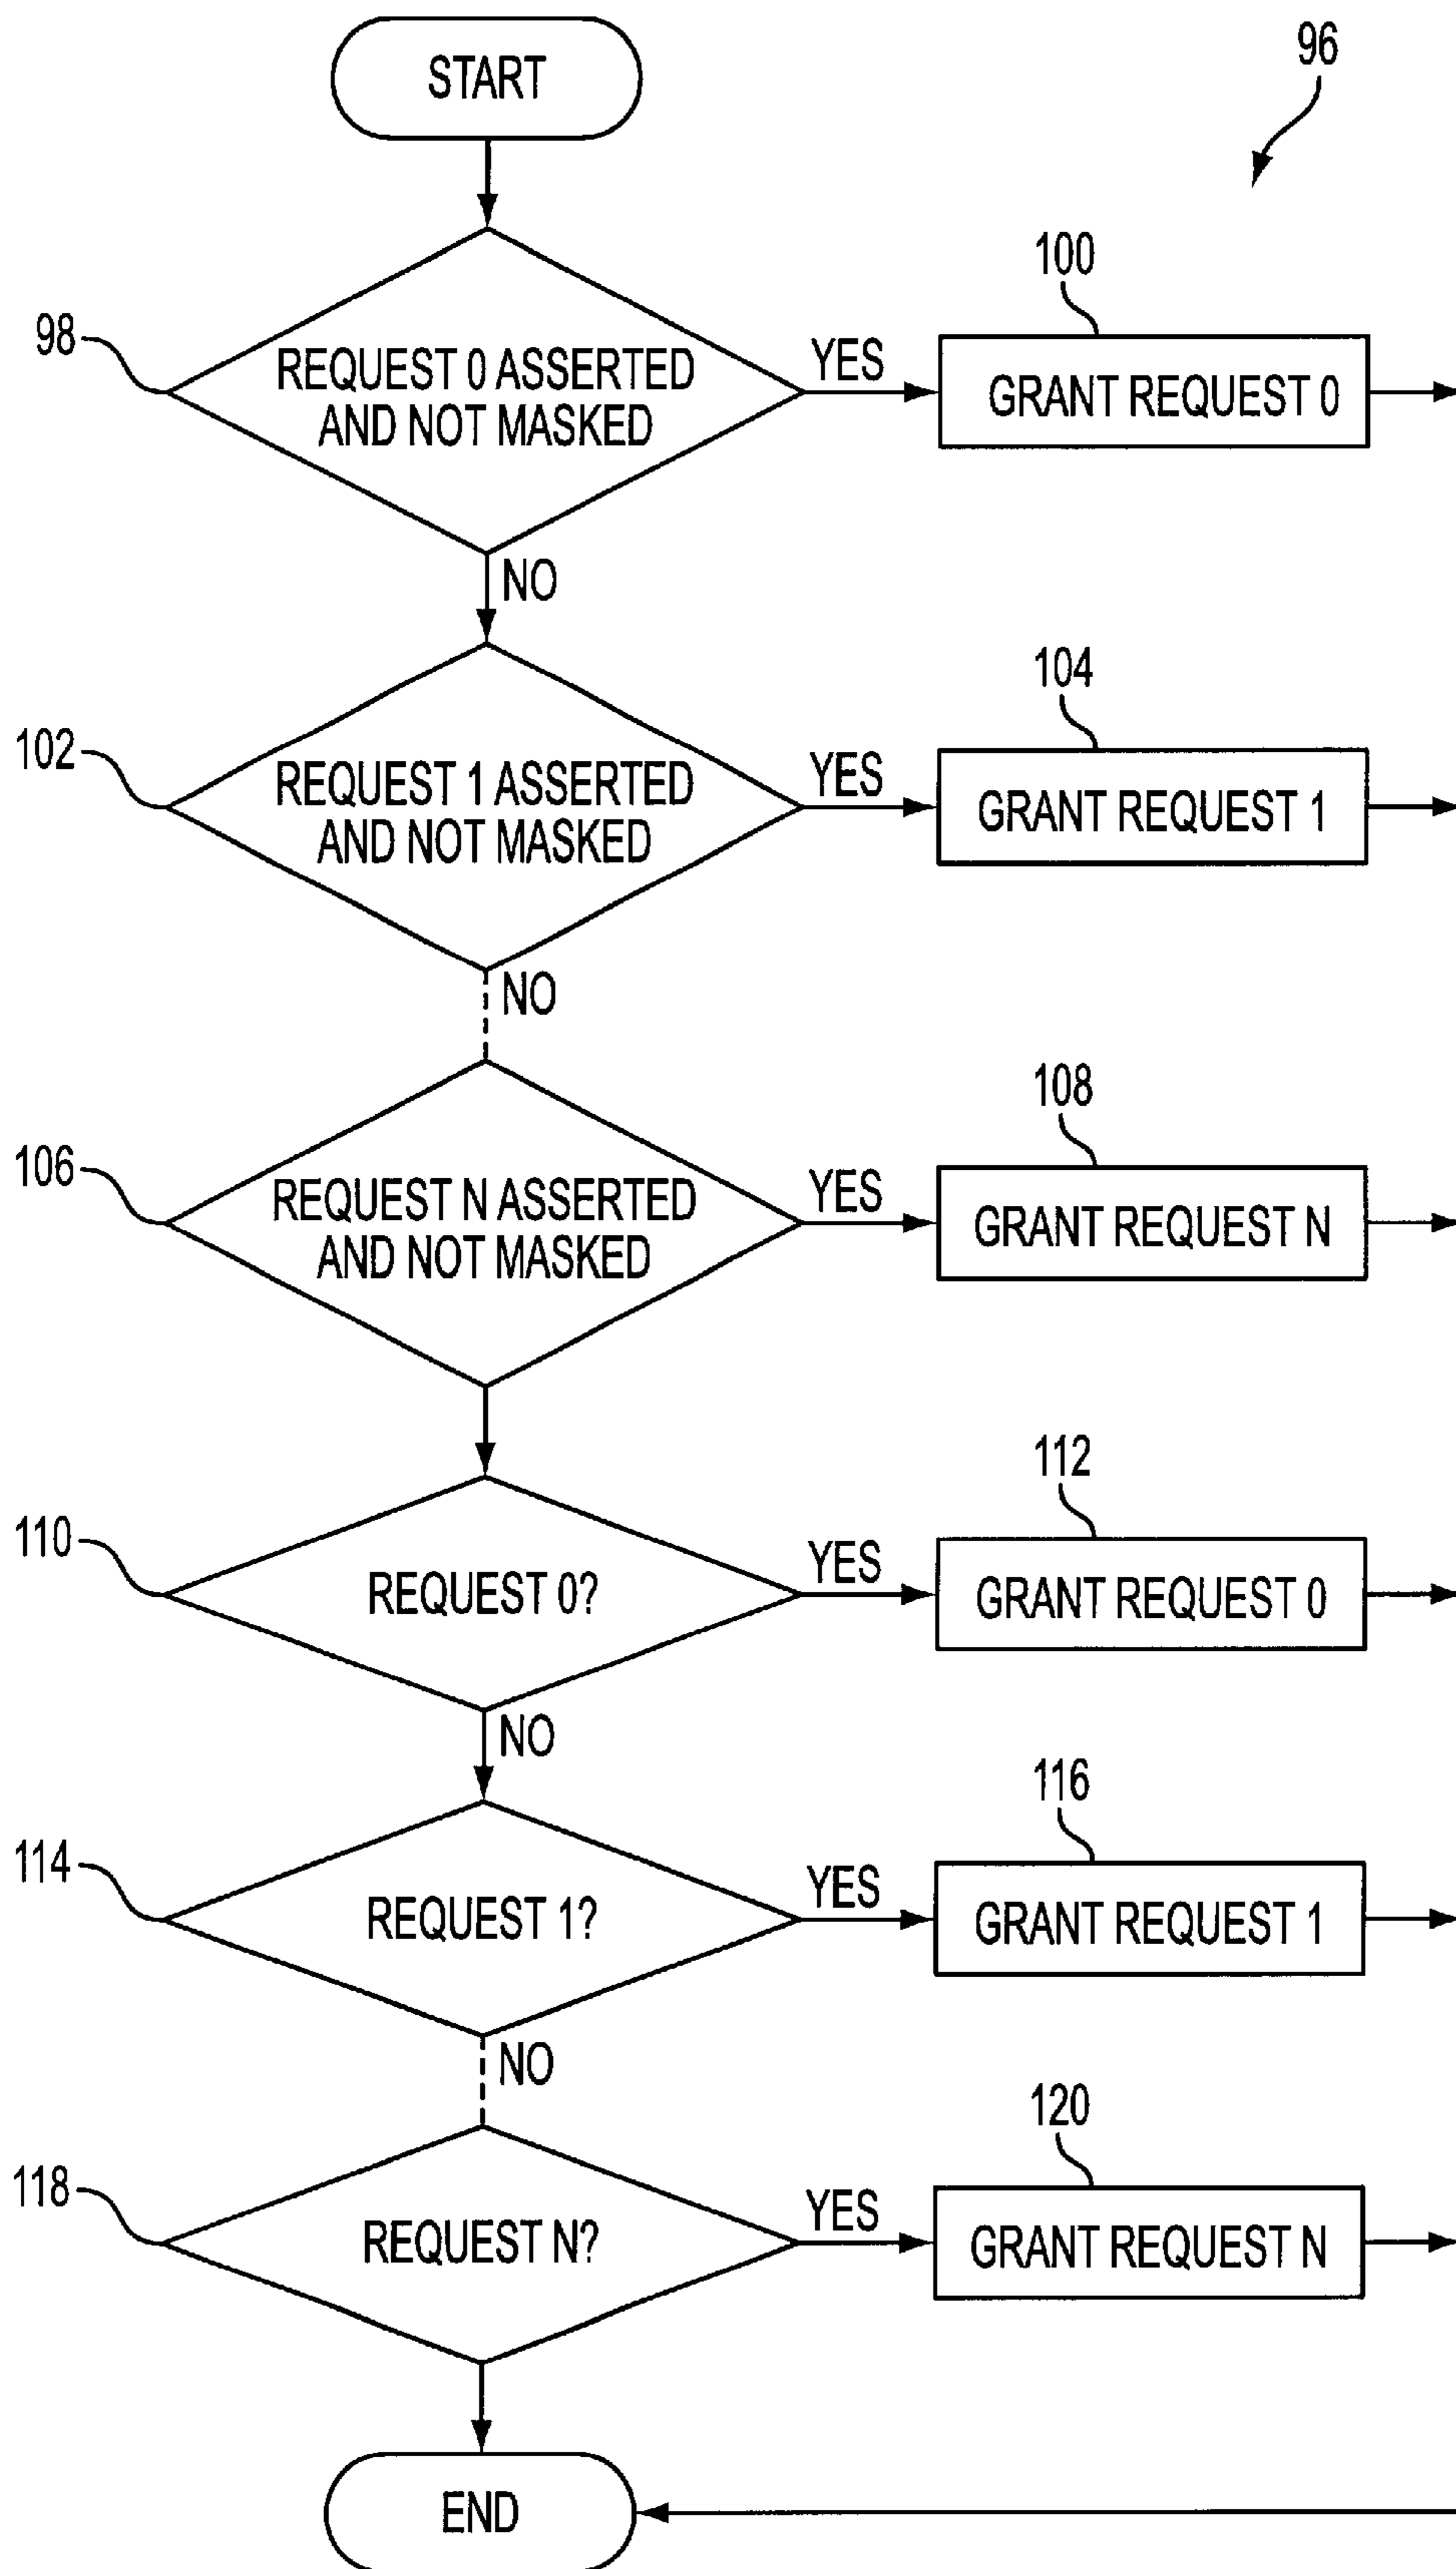 START
96
98
REQUEST 0 ASSERTED
AND NOT MASKED
YES
100
GRANT REQUEST 0
NO
102
REQUEST 1 ASSERTED
AND NOT MASKED
YES
104
GRANT REQUEST 1
NO
106
REQUEST N ASSERTED
AND NOT MASKED
YES
108
GRANT REQUEST N
110
REQUEST 0?
YES
112
GRANT REQUEST 0
NO
114
REQUEST 1?
YES
116
GRANT REQUEST 1
NO
118
REQUEST N?
YES
120
GRANT REQUEST N
END